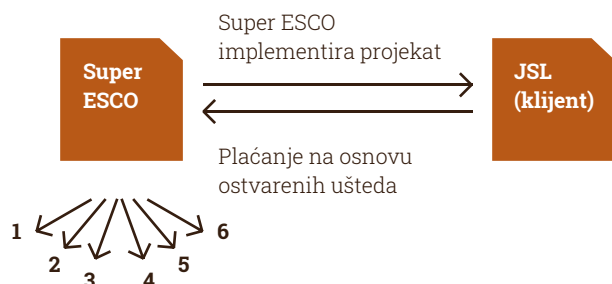 Super ESCO
implementira projekat
Super
ESCO
JSL
(klijent)
Plaćanje na osnovu
ostvarenih ušteda
1
2
3
4
5
6